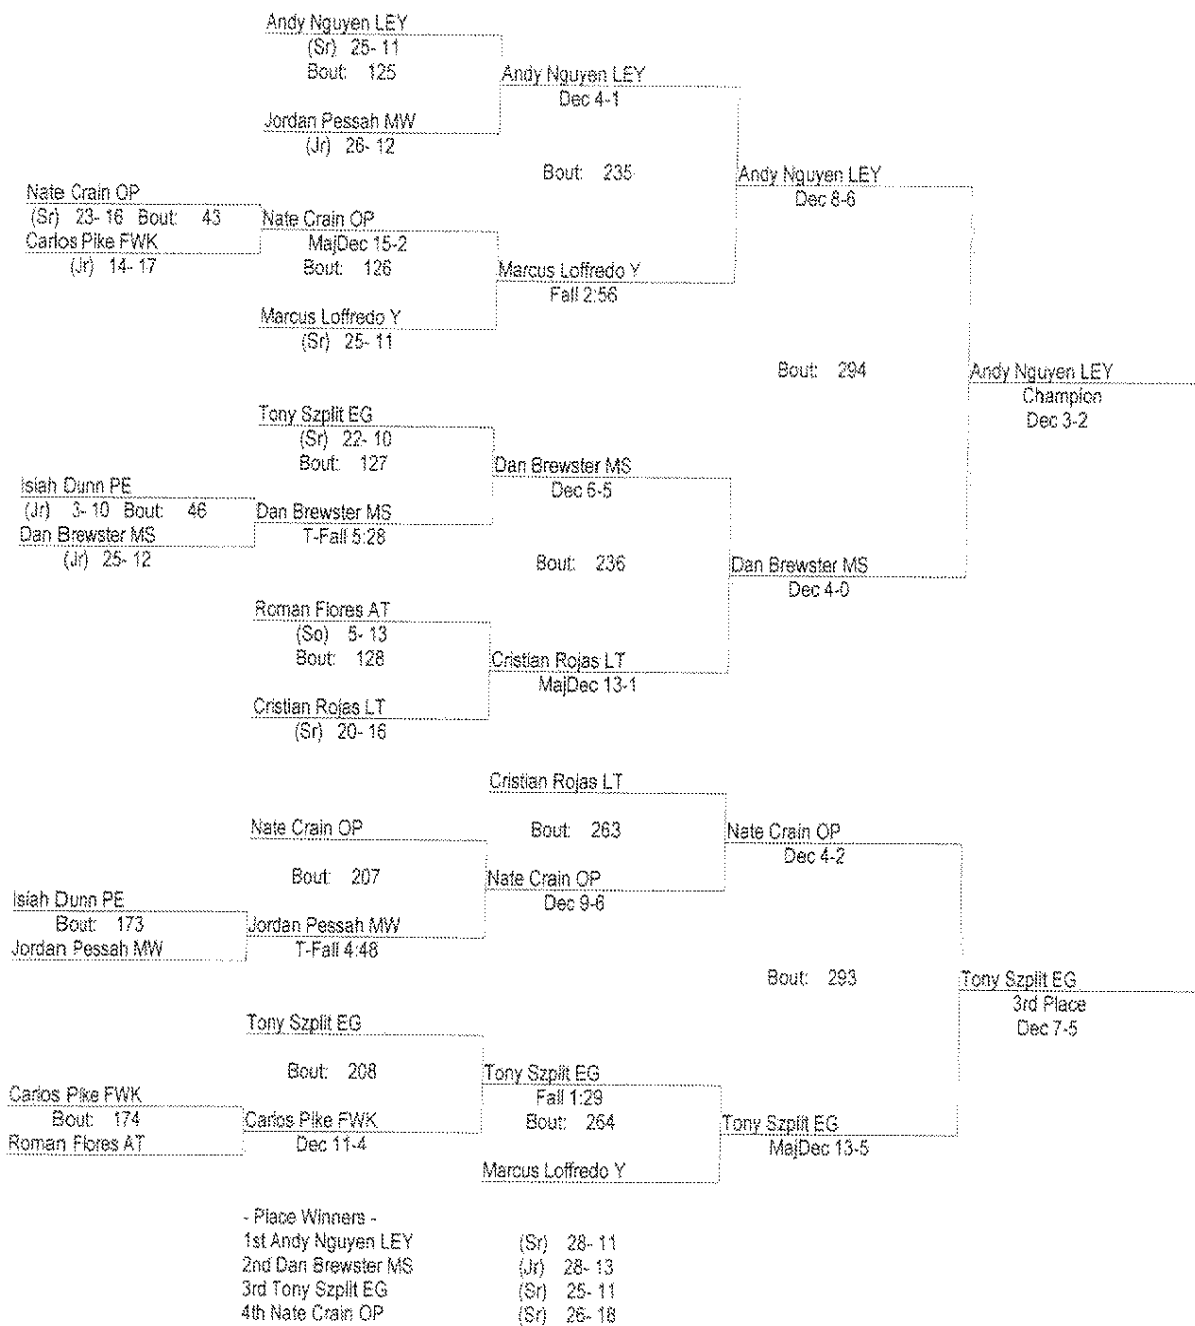 Andy Nguyen LEY
(Sr) 25- 11
Bout: 125
Andy Nguyen LEY
Dec 4-1
Jordan Pessah MW
(Jr) 26- 12
Bout: 235
Andy Nguyen LEY
Dec 8-6
Nate Crain OP
(Sr) 23- 16 Bout: 43
Nate Crain OP
Carlos Pike FWK
MajDec 15-2
(Jr) 14- 17
Bout: 126
Marcus Loffredo Y
Fall 2:56
Marcus Loffredo Y
(Sr) 25- 11
Bout: 294
Andy Nguyen LEY
Champion
Dec 3-2
Tony Szplit EG
(Sr) 22- 10
Bout: 127
Dan Brewster MS
Dec 6-5
Isiah Dunn PE
(Jr) 3- 10 Bout: 46
Dan Brewster MS
Dan Brewster MS
T-Fall 5:28
(Jr) 25- 12
Bout: 236
Dan Brewster MS
Dec 4-0
Roman Flores AT
(So) 5- 13
Bout: 128
Cristian Rojas LT
MajDec 13-1
Cristian Rojas LT
(Sr) 20- 16
Cristian Rojas LT
Nate Crain OP
Bout: 263
Nate Crain OP
Dec 4-2
Bout: 207
Nate Crain OP
Dec 9-6
Isiah Dunn PE
Bout: 173
Jordan Pessah MW
Jordan Pessah MW
T-Fall 4:48
Bout: 293
Tony Szplit EG
3rd Place
Dec 7-5
Tony Szplit EG
Bout: 208
Tony Szplit EG
Fall 1:29
Carlos Pike FWK
Bout: 174
Carlos Pike FWK
Bout: 264
Tony Szplit EG
Roman Flores AT
Dec 11-4
MajDec 13-5
Marcus Loffredo Y
- Place Winners -
1st Andy Nguyen LEY (Sr) 28- 11
2nd Dan Brewster MS (Jr) 28- 13
3rd Tony Szplit EG (Sr) 25- 11
4th Nate Crain OP (Sr) 26- 18